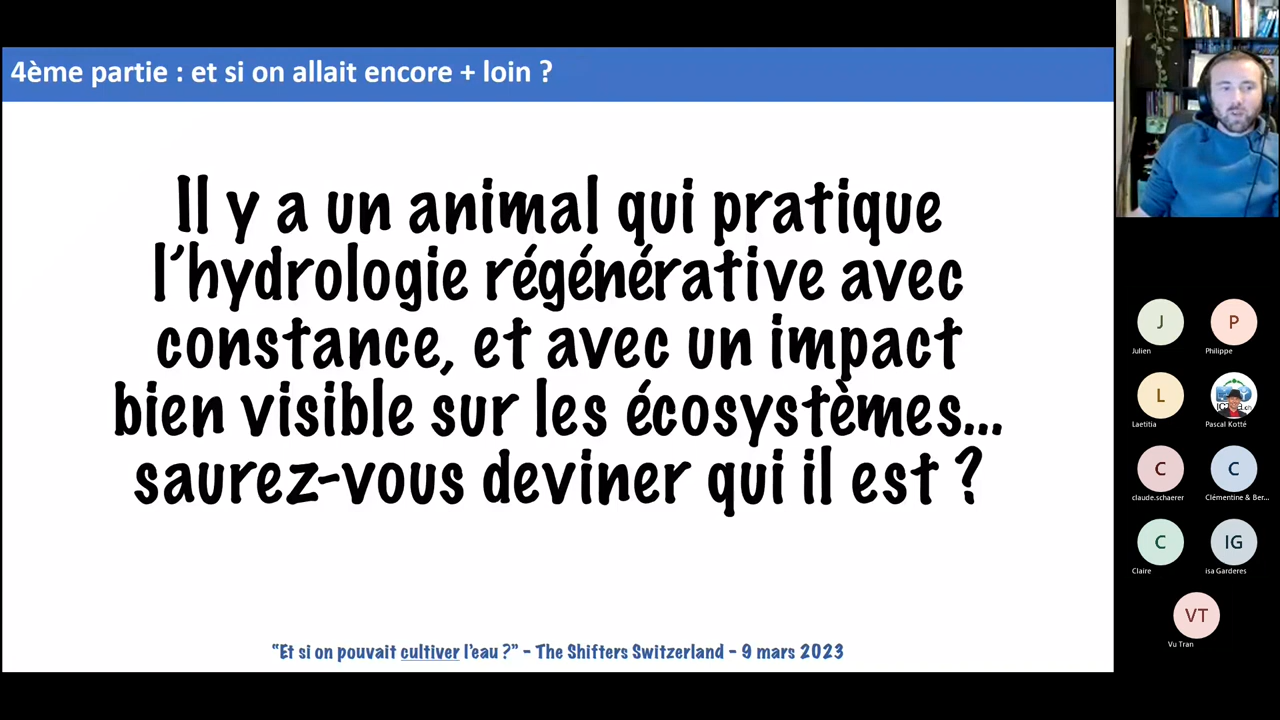 4ème partie : et si on allait encore + loin ?
Il y a un animal qui pratique
l'hydrologie régénérative avec
constance, et avec un impact
bien visible sur les écosystèmes...
saurez-vous deviner qui il est ?
"Et si on pouvait cultiver l'eau ?" - The Shifters Switzerland - 9 mars 2023
J
P
Julien
Philippe
L
Laetitia
Pascal Kotté
C
C
claude.schaerer
Clémentine & Ber...
C
IG
Claire
isa Garderes
VT
Vu Tran